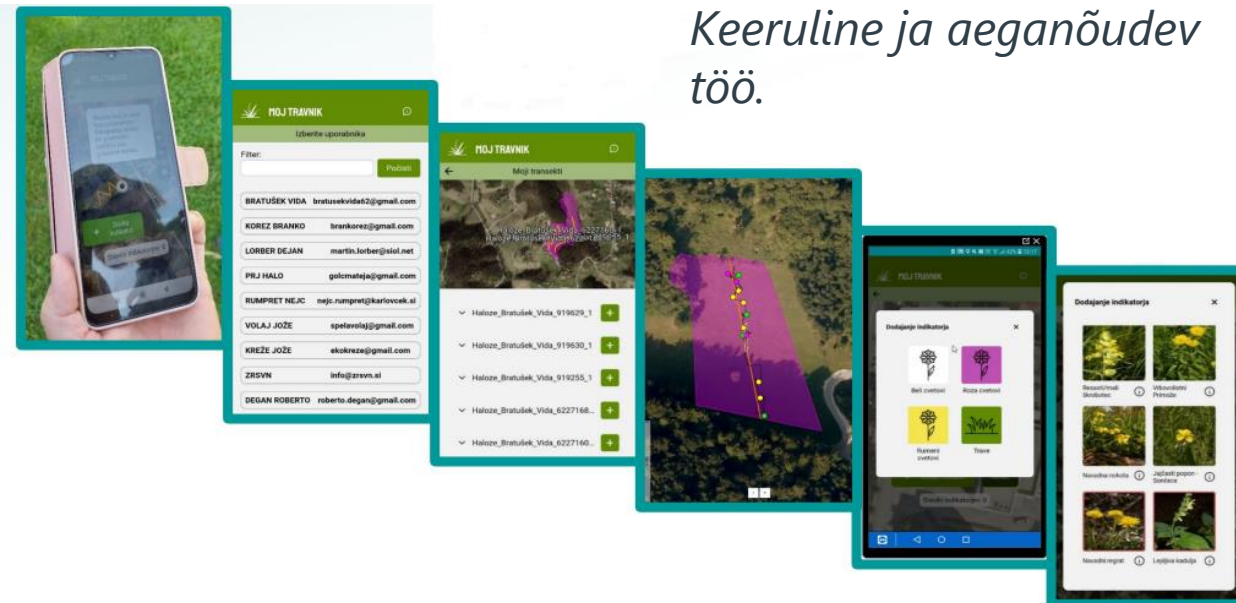 Keeruline ja aeganõudev
töö.
MOJ TRAVNIK
Izberite uporabnika
Filter:
Počisti
BRATUŠEK VIDA bratusekvida62@gmail.com
KOREZ BRANKO brankorez@gmail.com
LORBER DEJAN martin.lorber@siol.net
PRJ HALO golcmateja@gmail.com
RUMPRET NEJC nejc.rumpret@karlovcek.si
VOLAJ JOŽE spelavolaj@gmail.com
KREŽE JOŽE ekokreze@gmail.com
ZRSVN info@zrsvn.si
DEGAN ROBERTO roberto.degan@gmail.com
MOJ TRAVNIK
Moji transekti
Haloze_Bratušek_Vida_919629_1
Haloze_Bratušek_Vida_919630_1
Haloze_Bratušek_Vida_919255_1
Haloze_Bratušek_Vida_6227168...
Haloze_Bratušek_Vida_6227160...
MOJ TRAVNIK
Dodajanje indikatorja
Beli cvetovi
Roza cvetovi
Rumeni
cvetovi
Trave
Dodajanje indikatorja
Navadna nokota
Navadni regrat
Lepljiva kadulja